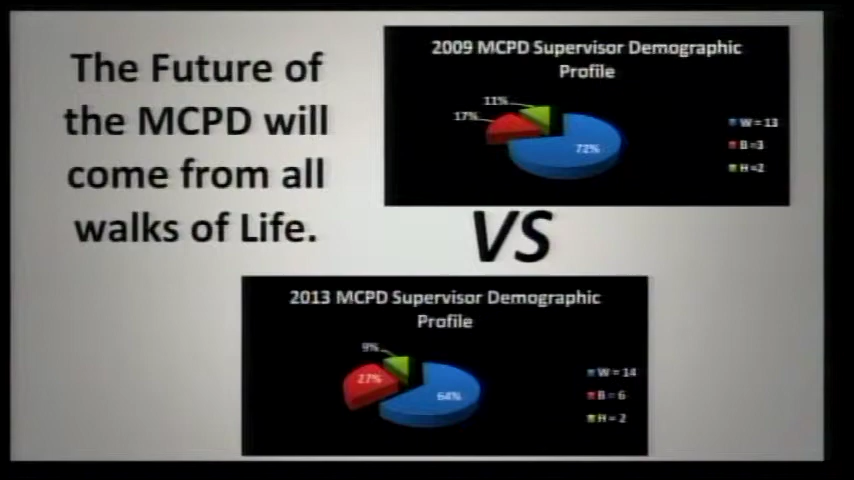 The Future of
the MCPD will
come from all
walks of Life.
2009 MCPD Supervisor Demographic
Profile
11%
17%
72%
W = 13
B =3
H =2
VS
2013 MCPD Supervisor Demographic
Profile
9%
27%
64%
W = 14
B = 6
H = 2